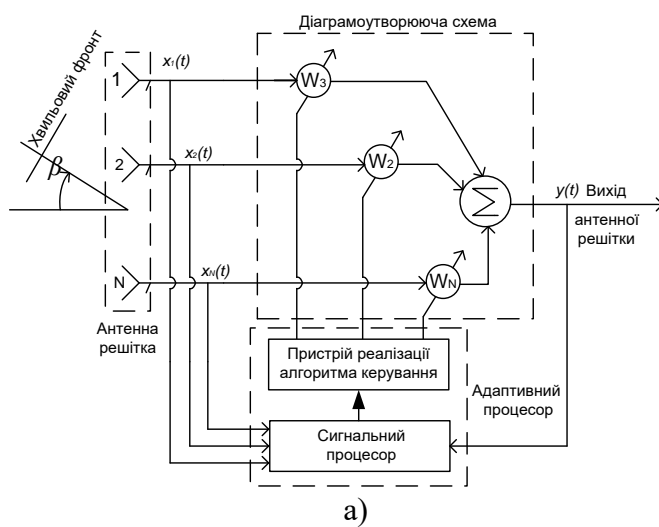 Діаграмоутворююча схема
Хвильовий фронт
β
1
x₁(t)
W₃
2
x₂(t)
W₂
Σ
y(t) Вихід
антенної
решітки
N
xN(t)
WN
Антенна
решітка
Пристрій реалізації
алгоритма керування
Адаптивний
процесор
Сигнальний
процесор
а)